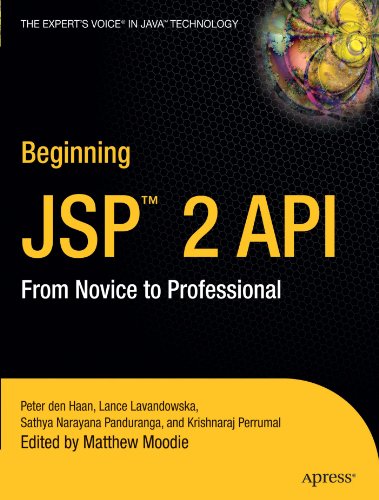 THE EXPERT'S VOICE® IN JAVA™ TECHNOLOGY
Beginning
JSP™ 2 API
From Novice to Professional
Peter den Haan, Lance Lavandowska,
Sathya Narayana Panduranga, and Krishnaraj Perrumal
Edited by Matthew Moodie
Apress®